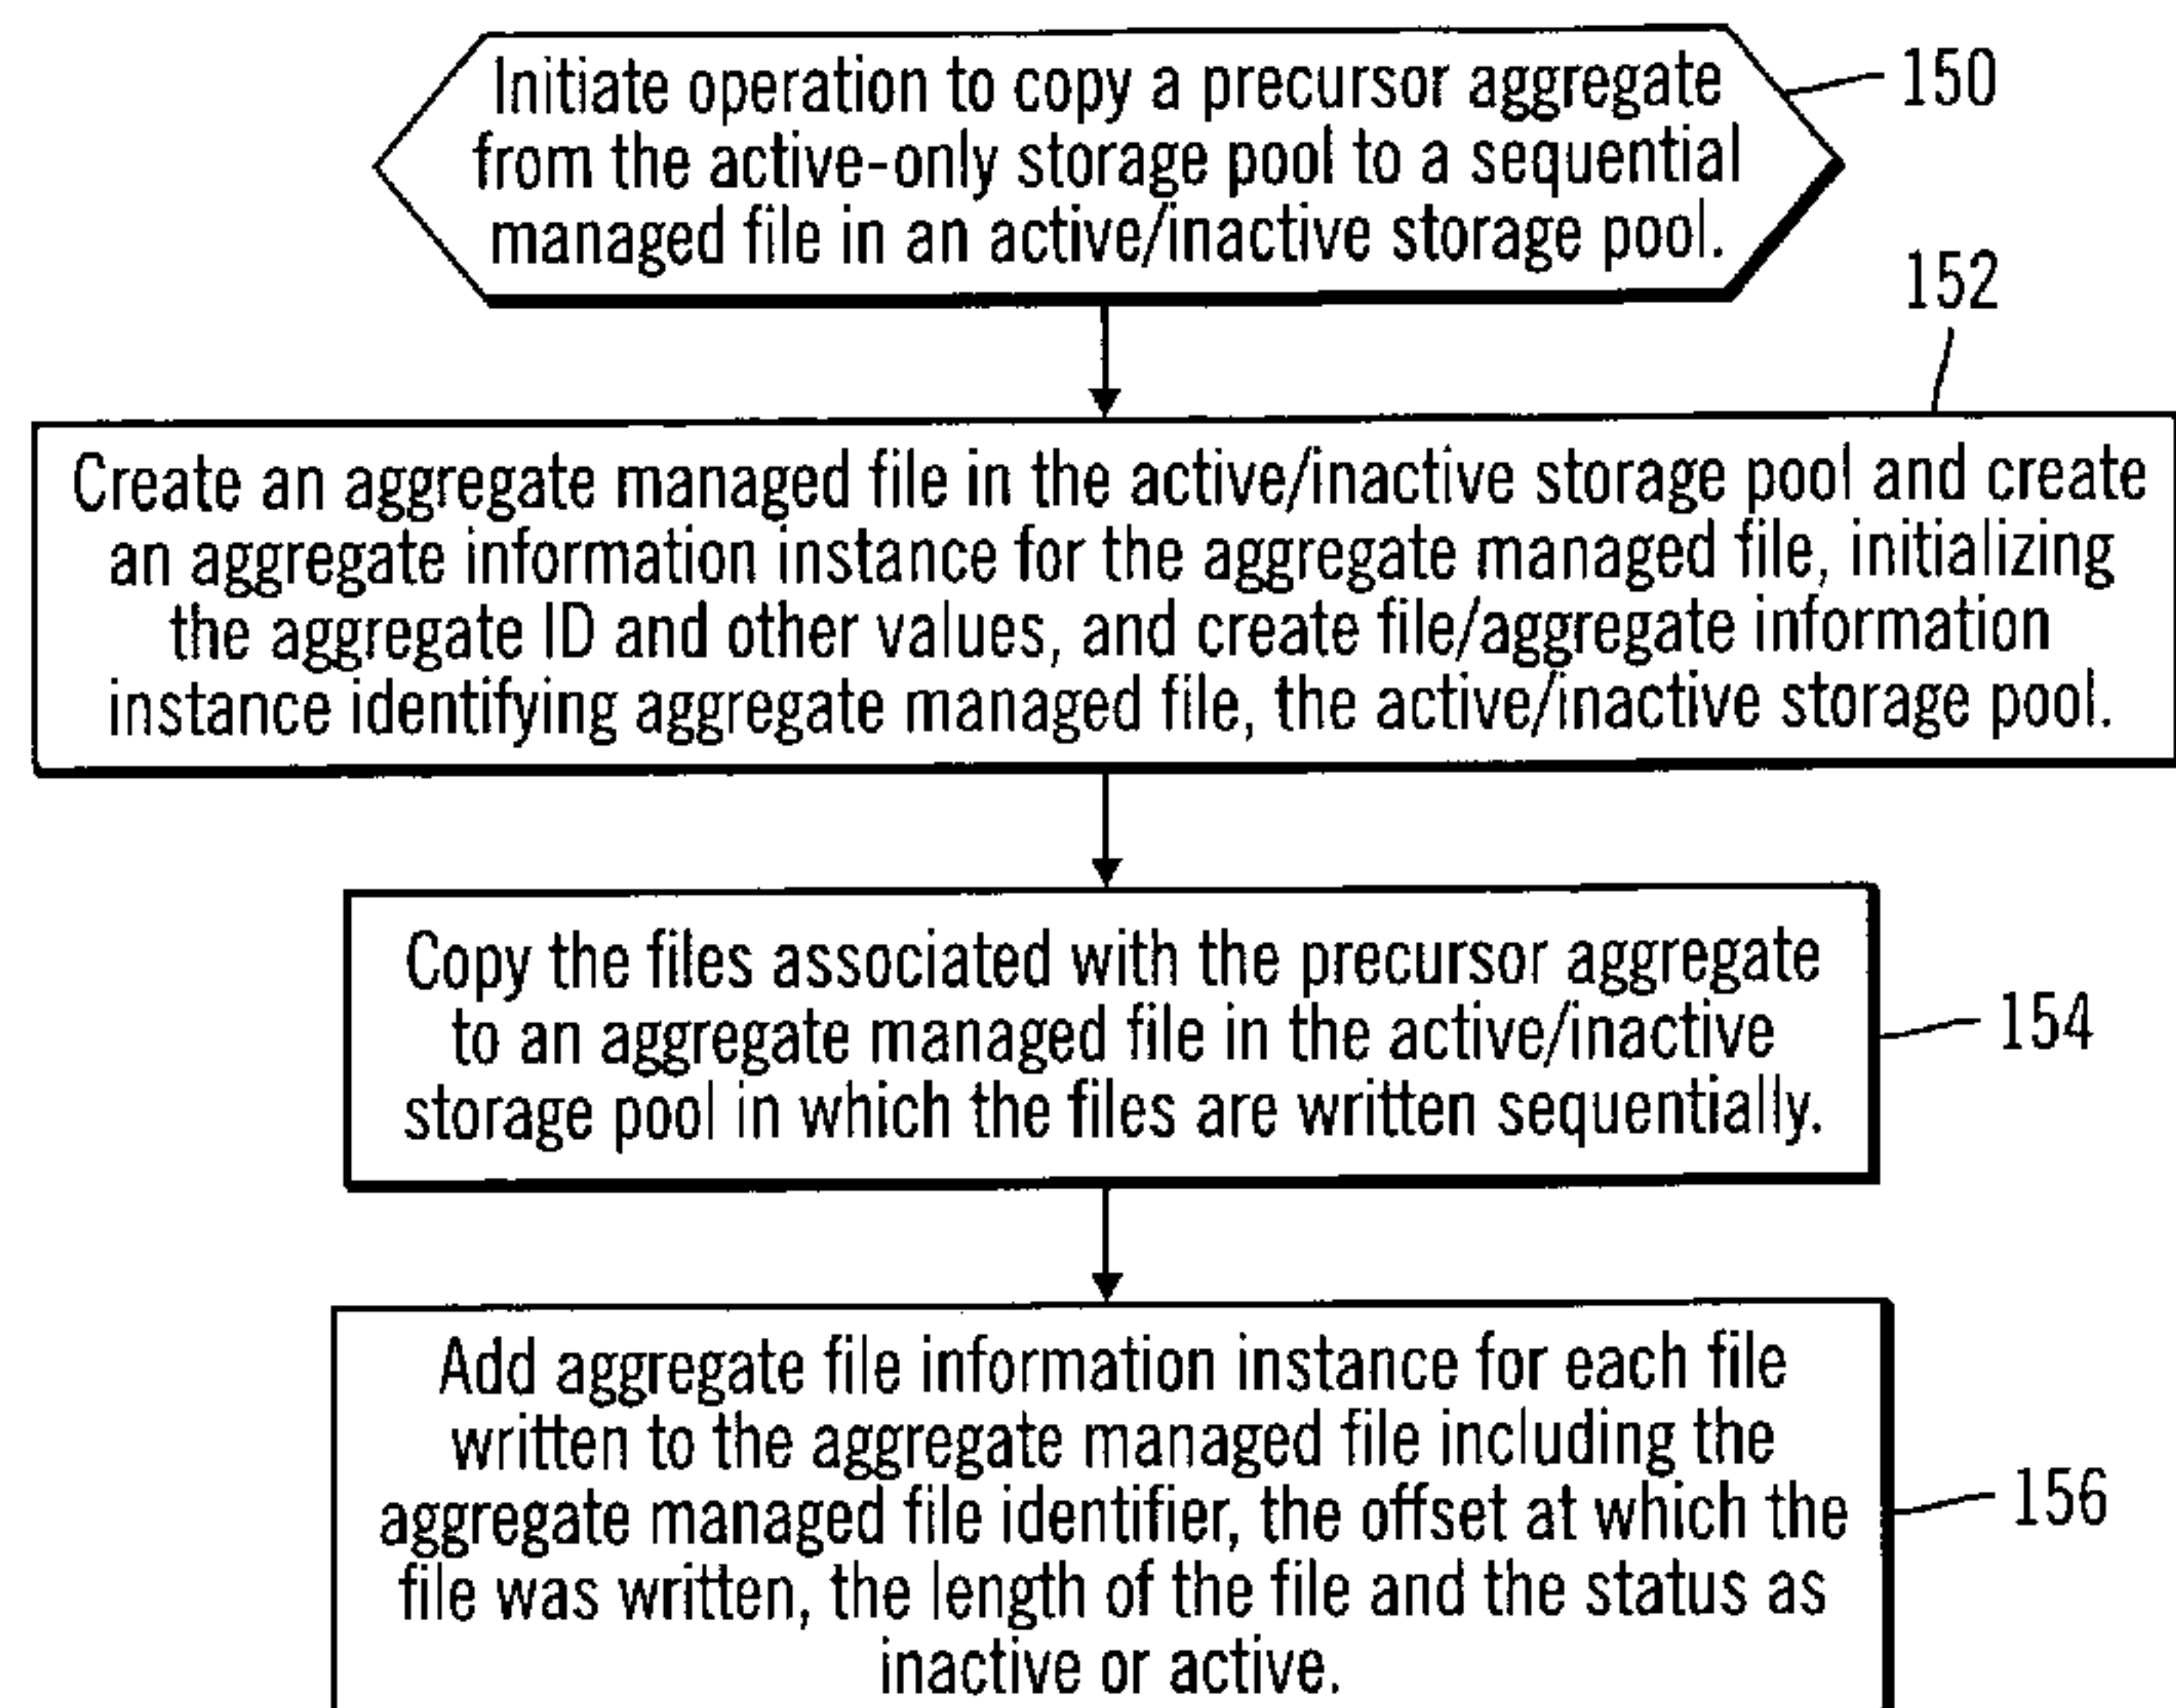 Initiate operation to copy a precursor aggregate
from the active-only storage pool to a sequential
managed file in an active/inactive storage pool.
150
152
Create an aggregate managed file in the active/inactive storage pool and create
an aggregate information instance for the aggregate managed file, initializing
the aggregate ID and other values, and create file/aggregate information
instance identifying aggregate managed file, the active/inactive storage pool.
Copy the files associated with the precursor aggregate
to an aggregate managed file in the active/inactive
storage pool in which the files are written sequentially.
154
Add aggregate file information instance for each file
written to the aggregate managed file including the
aggregate managed file identifier, the offset at which the
file was written, the length of the file and the status as
inactive or active.
156